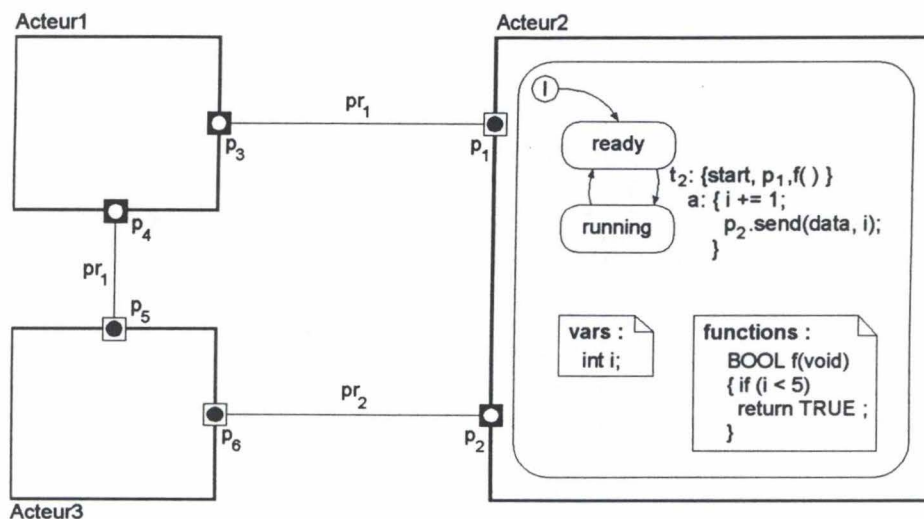 Acteur1
Acteur2
pr1
p3
p1
I
ready
t2: {start, p1,f( ) }
a: { i += 1;
p2.send(data, i);
}
running
p4
pr1
p5
vars :
int i;
functions :
BOOL f(void)
{ if (i < 5)
return TRUE ;
}
pr2
p6
p2
Acteur3